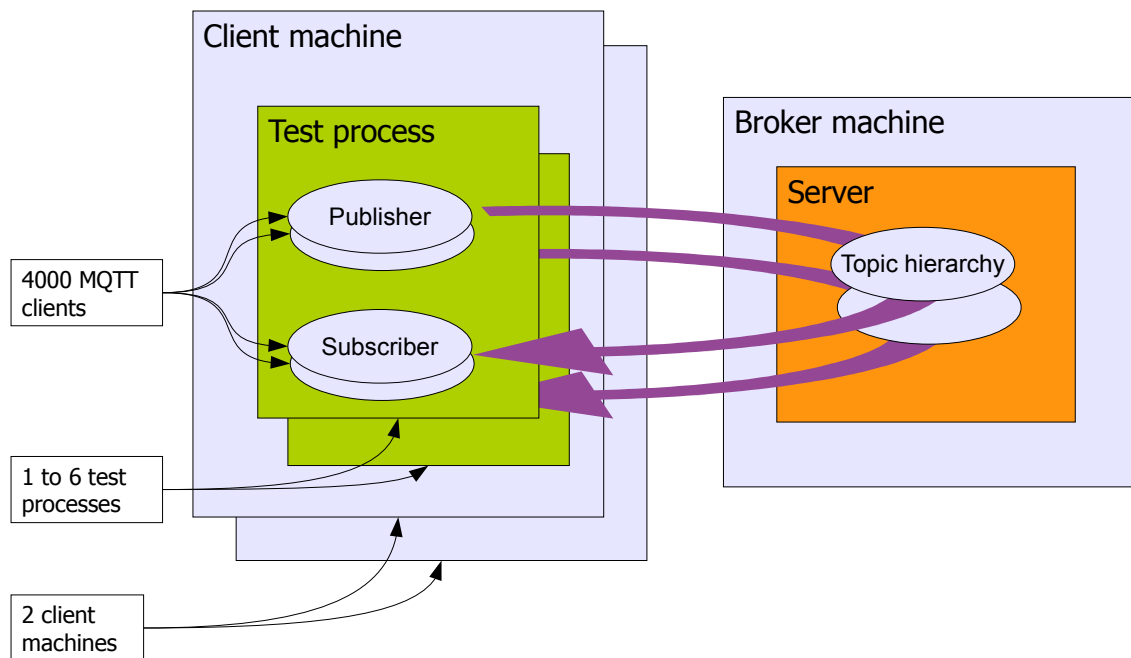 Client machine
Test process
Publisher
Subscriber
Broker machine
Server
Topic hierarchy
4000 MQTT
clients
1 to 6 test
processes
2 client
machines